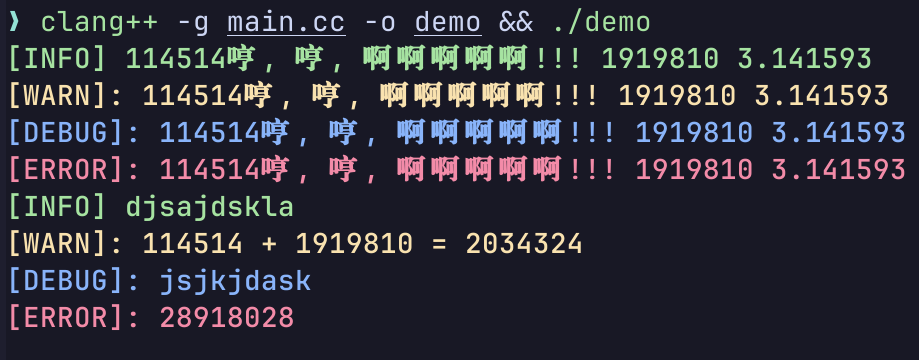 ❯ clang++ -g main.cc -o demo && ./demo
[INFO] 114514哼, 哼, 啊啊啊啊啊!!! 1919810 3.141593
[WARN]: 114514哼, 哼, 啊啊啊啊啊!!! 1919810 3.141593
[DEBUG]: 114514哼, 哼, 啊啊啊啊啊!!! 1919810 3.141593
[ERROR]: 114514哼, 哼, 啊啊啊啊啊!!! 1919810 3.141593
[INFO] djsajdskla
[WARN]: 114514 + 1919810 = 2034324
[DEBUG]: jsjkjdask
[ERROR]: 28918028